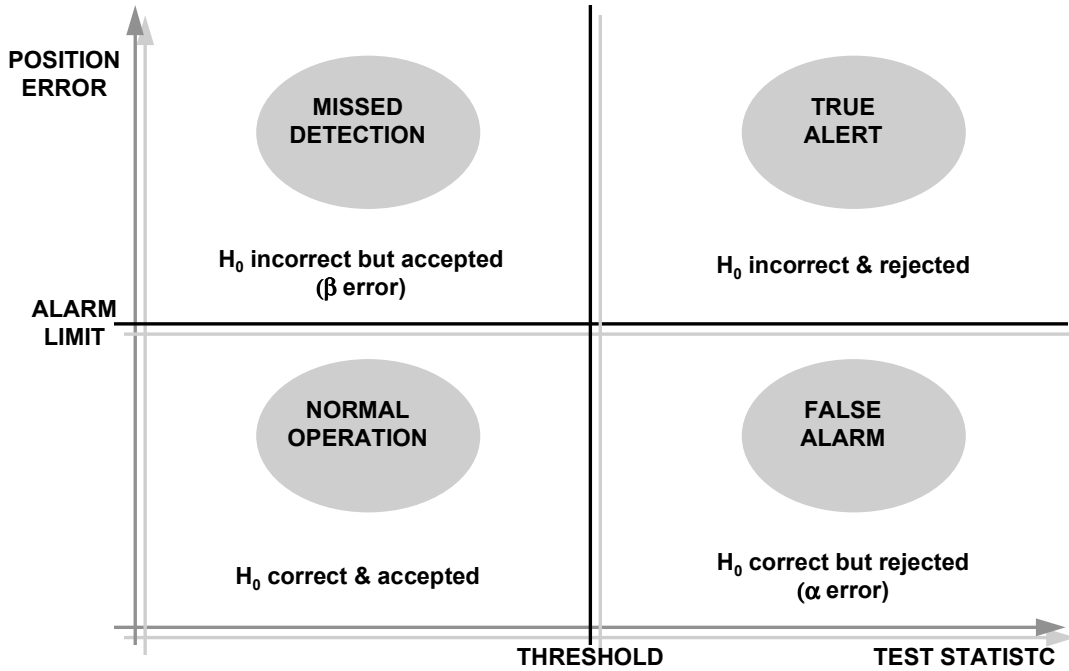 POSITION
ERROR
MISSED
DETECTION
TRUE
ALERT
H₀ incorrect but accepted
(β error)
H₀ incorrect & rejected
ALARM
LIMIT
NORMAL
OPERATION
FALSE
ALARM
H₀ correct & accepted
H₀ correct but rejected
(α error)
THRESHOLD
TEST STATISTC